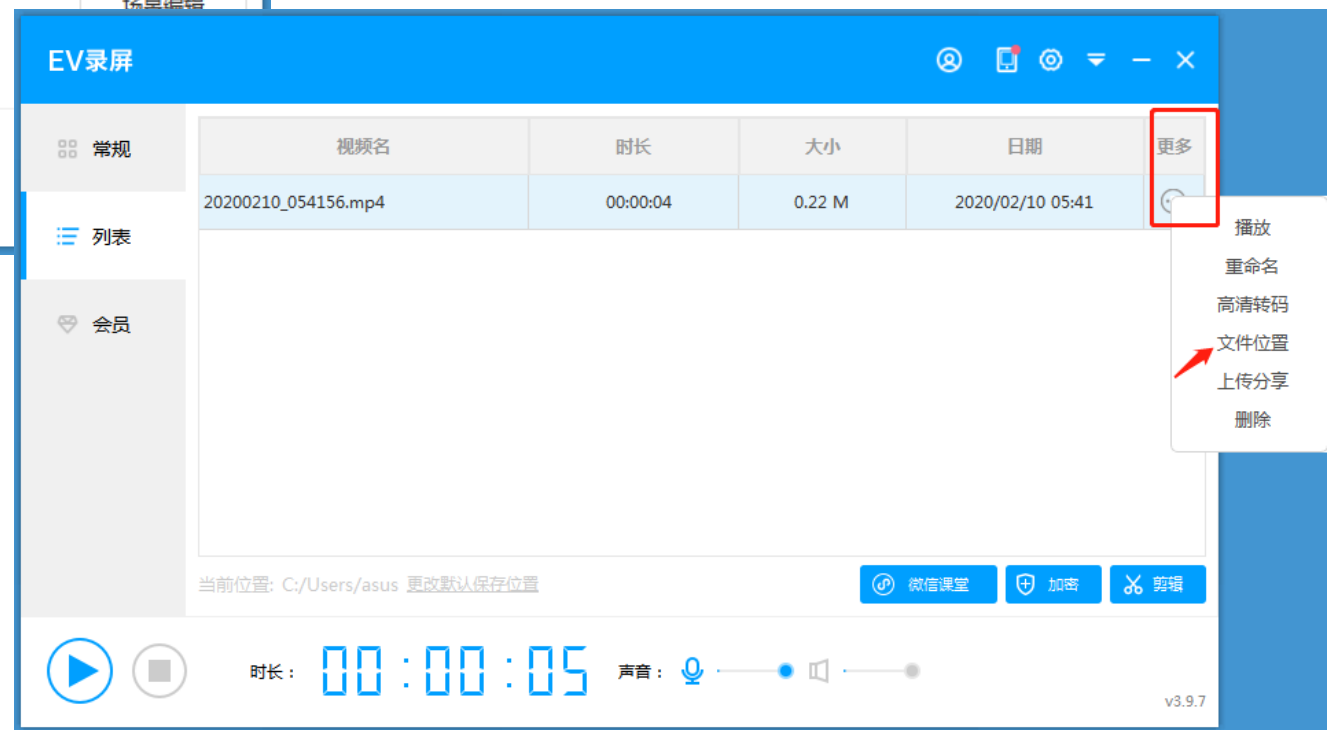 场景编辑
EV录屏
常规
列表
会员
视频名 时长 大小 日期 更多
20200210_054156.mp4 00:00:04 0.22 M 2020/02/10 05:41
播放
重命名
高清转码
文件位置
上传分享
删除
当前位置: C:/Users/asus 更改默认保存位置
微信课堂 加密 剪辑
时长： 00:00:05 声音：
v3.9.7